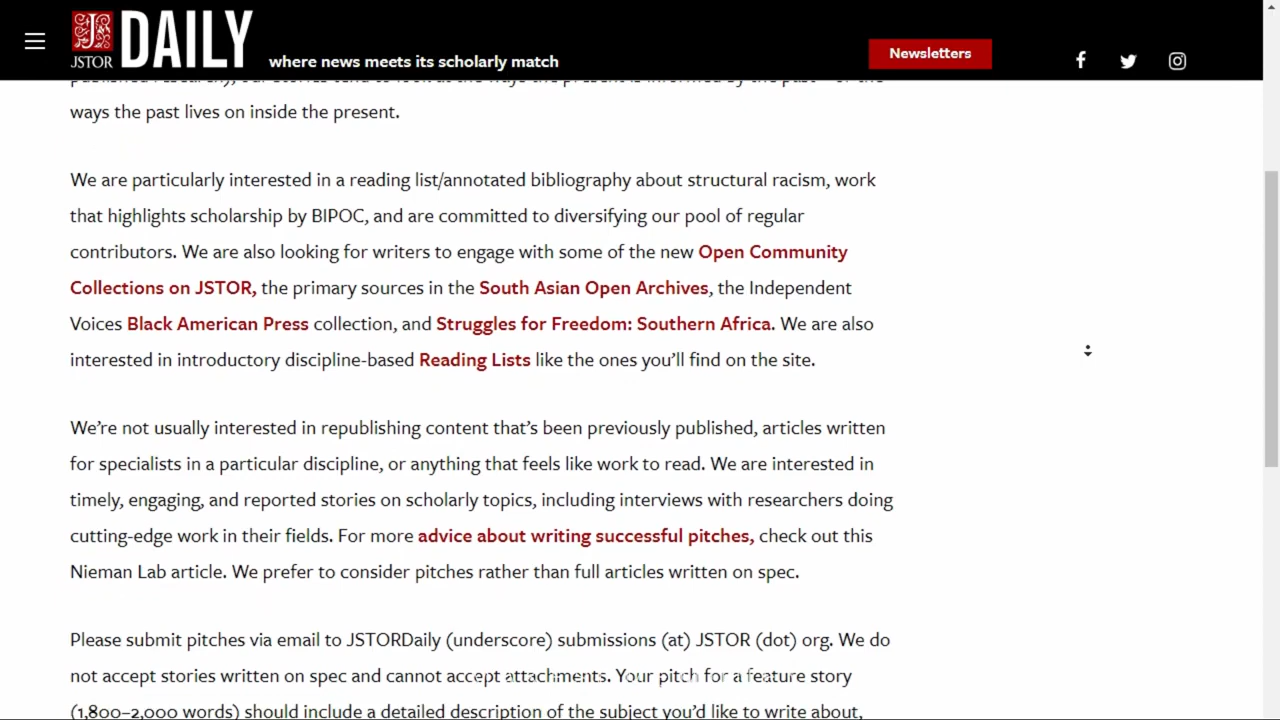 JSTOR
DAILY
where news meets its scholarly match
Newsletters
ways the past lives on inside the present.
We are particularly interested in a reading list/annotated bibliography about structural racism, work
that highlights scholarship by BIPOC, and are committed to diversifying our pool of regular
contributors. We are also looking for writers to engage with some of the new Open Community
Collections on JSTOR, the primary sources in the South Asian Open Archives, the Independent
Voices Black American Press collection, and Struggles for Freedom: Southern Africa. We are also
interested in introductory discipline-based Reading Lists like the ones you’ll find on the site.
We’re not usually interested in republishing content that’s been previously published, articles written
for specialists in a particular discipline, or anything that feels like work to read. We are interested in
timely, engaging, and reported stories on scholarly topics, including interviews with researchers doing
cutting-edge work in their fields. For more advice about writing successful pitches, check out this
Nieman Lab article. We prefer to consider pitches rather than full articles written on spec.
Please submit pitches via email to JSTORDaily (underscore) submissions (at) JSTOR (dot) org. We do
not accept stories written on spec and cannot accept attachments. Your pitch for a feature story
(1,800–2,000 words) should include a detailed description of the subject you’d like to write about,